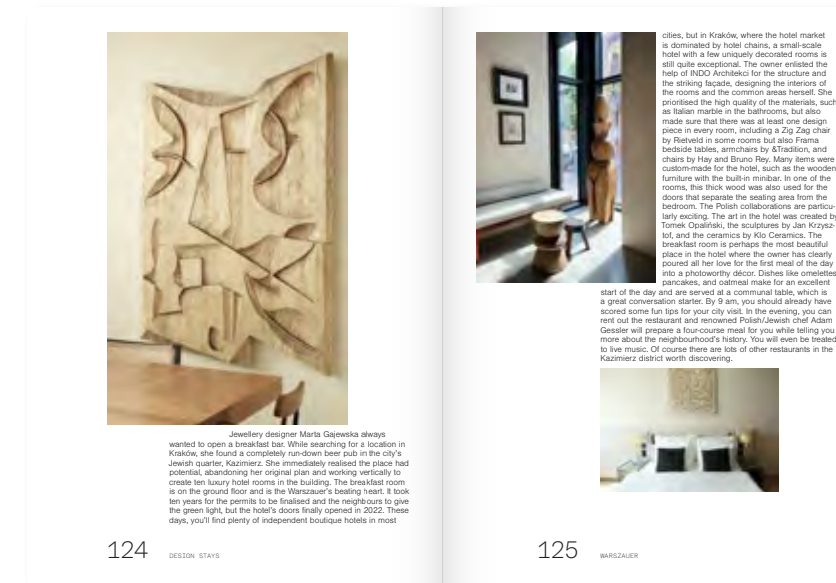 Jewellery designer Marta Gajewska always
wanted to open a breakfast bar. While searching for a location in
Kraków, she found a completely run-down beer pub in the city's
Jewish quarter, Kazimierz. She immediately realised the place had
potential, abandoning her original plan and working vertically to
create ten luxury hotel rooms in the building. The breakfast room
is on the ground floor and is the Warszauer's beating heart. It took
ten years for the permits to be finalised and the neighbours to give
the green light, but the hotel's doors finally opened in 2022. These
days, you'll find plenty of independent boutique hotels in most
124
DESIGN STAYS
cities, but in Kraków, where the hotel market
is dominated by hotel chains, a small-scale
hotel with a few uniquely decorated rooms is
still quite exceptional. The owner enlisted the
help of INDO Architekci for the structure and
the striking façade, designing the interiors of
the rooms and the common areas herself. She
prioritised the high quality of the materials, such
as Italian marble in the bathrooms, but also
made sure that there was at least one design
piece in every room, including a Zig Zag chair
by Rietveld in some rooms but also Frama
bedside tables, armchairs by &Tradition, and
chairs by Hay and Bruno Rey. Many items were
custom-made for the hotel, such as the wooden
furniture with the built-in minibar. In one of the
rooms, this thick wood was also used for the
doors that separate the seating area from the
bedroom. The Polish collaborations are particu-
larly exciting. The art in the hotel was created by
Tomek Opaliński, the sculptures by Jan Krzysz-
tof, and the ceramics by Klo Ceramics. The
breakfast room is perhaps the most beautiful
place in the hotel where the owner has clearly
poured all her love for the first meal of the day
into a photoworthy décor. Dishes like omelettes
pancakes, and oatmeal make for an excellent
start of the day and are served at a communal table, which is
a great conversation starter. By 9 am, you should already have
scored some fun tips for your city visit. In the evening, you can
rent out the restaurant and renowned Polish/Jewish chef Adam
Gessler will prepare a four-course meal for you while telling you
more about the neighbourhood's history. You will even be treated
to live music. Of course there are lots of other restaurants in the
Kazimierz district worth discovering.
125
WARSZAUER